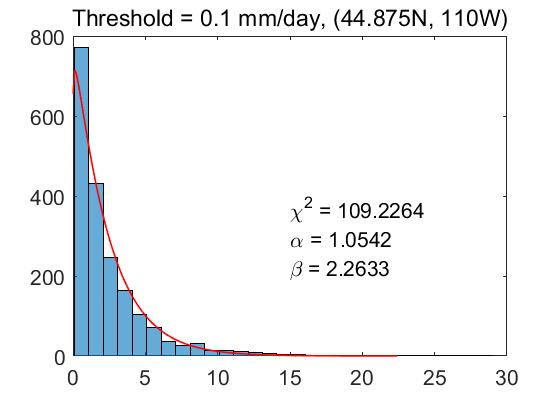 Threshold = 0.1 mm/day, (44.875N, 110W)
800
600
400
200
0
χ² = 109.2264
α = 1.0542
β = 2.2633
0 5 10 15 20 25 30